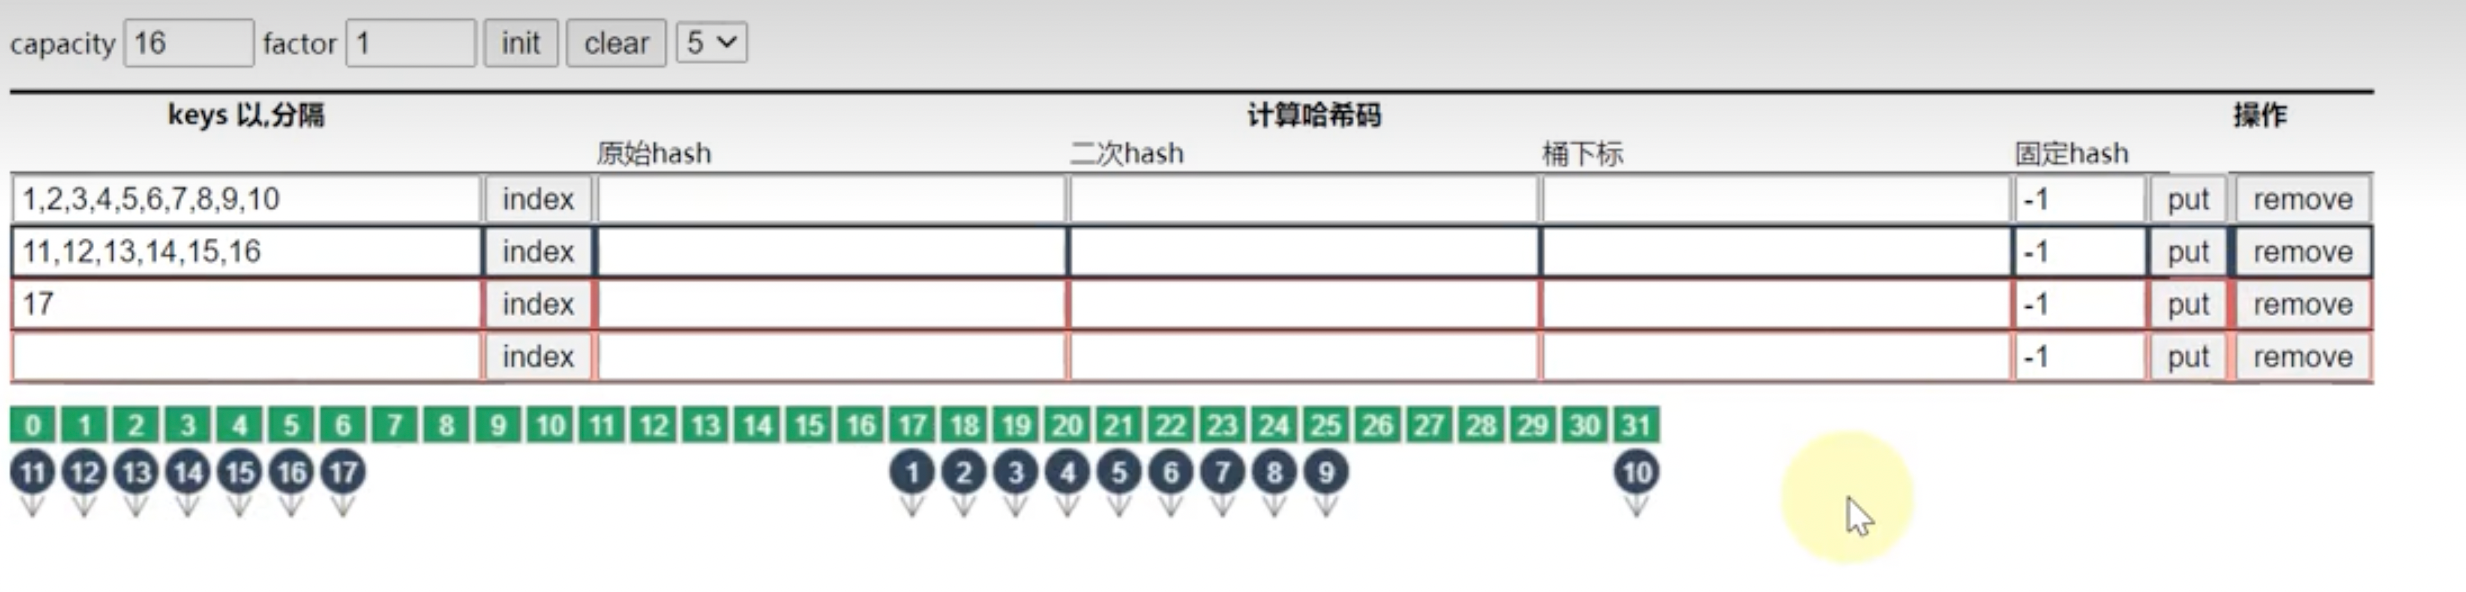 capacity 16 factor 1 init clear 5
keys 以,分隔 计算哈希码 操作
原始hash 二次hash 桶下标 固定hash
1,2,3,4,5,6,7,8,9,10 index -1 put remove
11,12,13,14,15,16 index -1 put remove
17 index -1 put remove
index -1 put remove
0 1 2 3 4 5 6 7 8 9 10 11 12 13 14 15 16 17 18 19 20 21 22 23 24 25 26 27 28 29 30 31
11 12 13 14 15 16 17 1 2 3 4 5 6 7 8 9 10